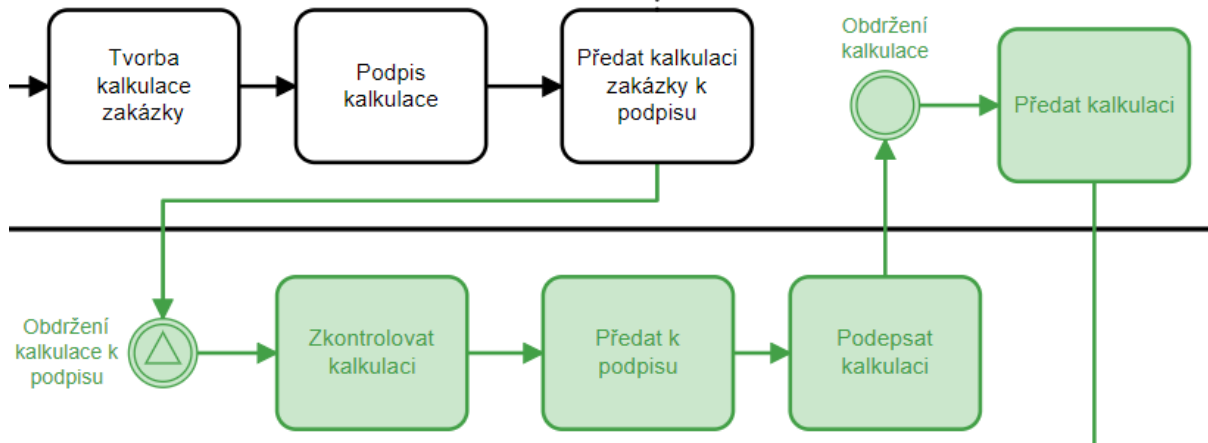 Tvorba
kalkulace
zakázky
Podpis
kalkulace
Předat kalkulaci
zakázky k
podpisu
Obdržení
kalkulace
Předat kalkulaci
Obdržení
kalkulace k
podpisu
Zkontrolovat
kalkulaci
Předat k
podpisu
Podepsat
kalkulaci